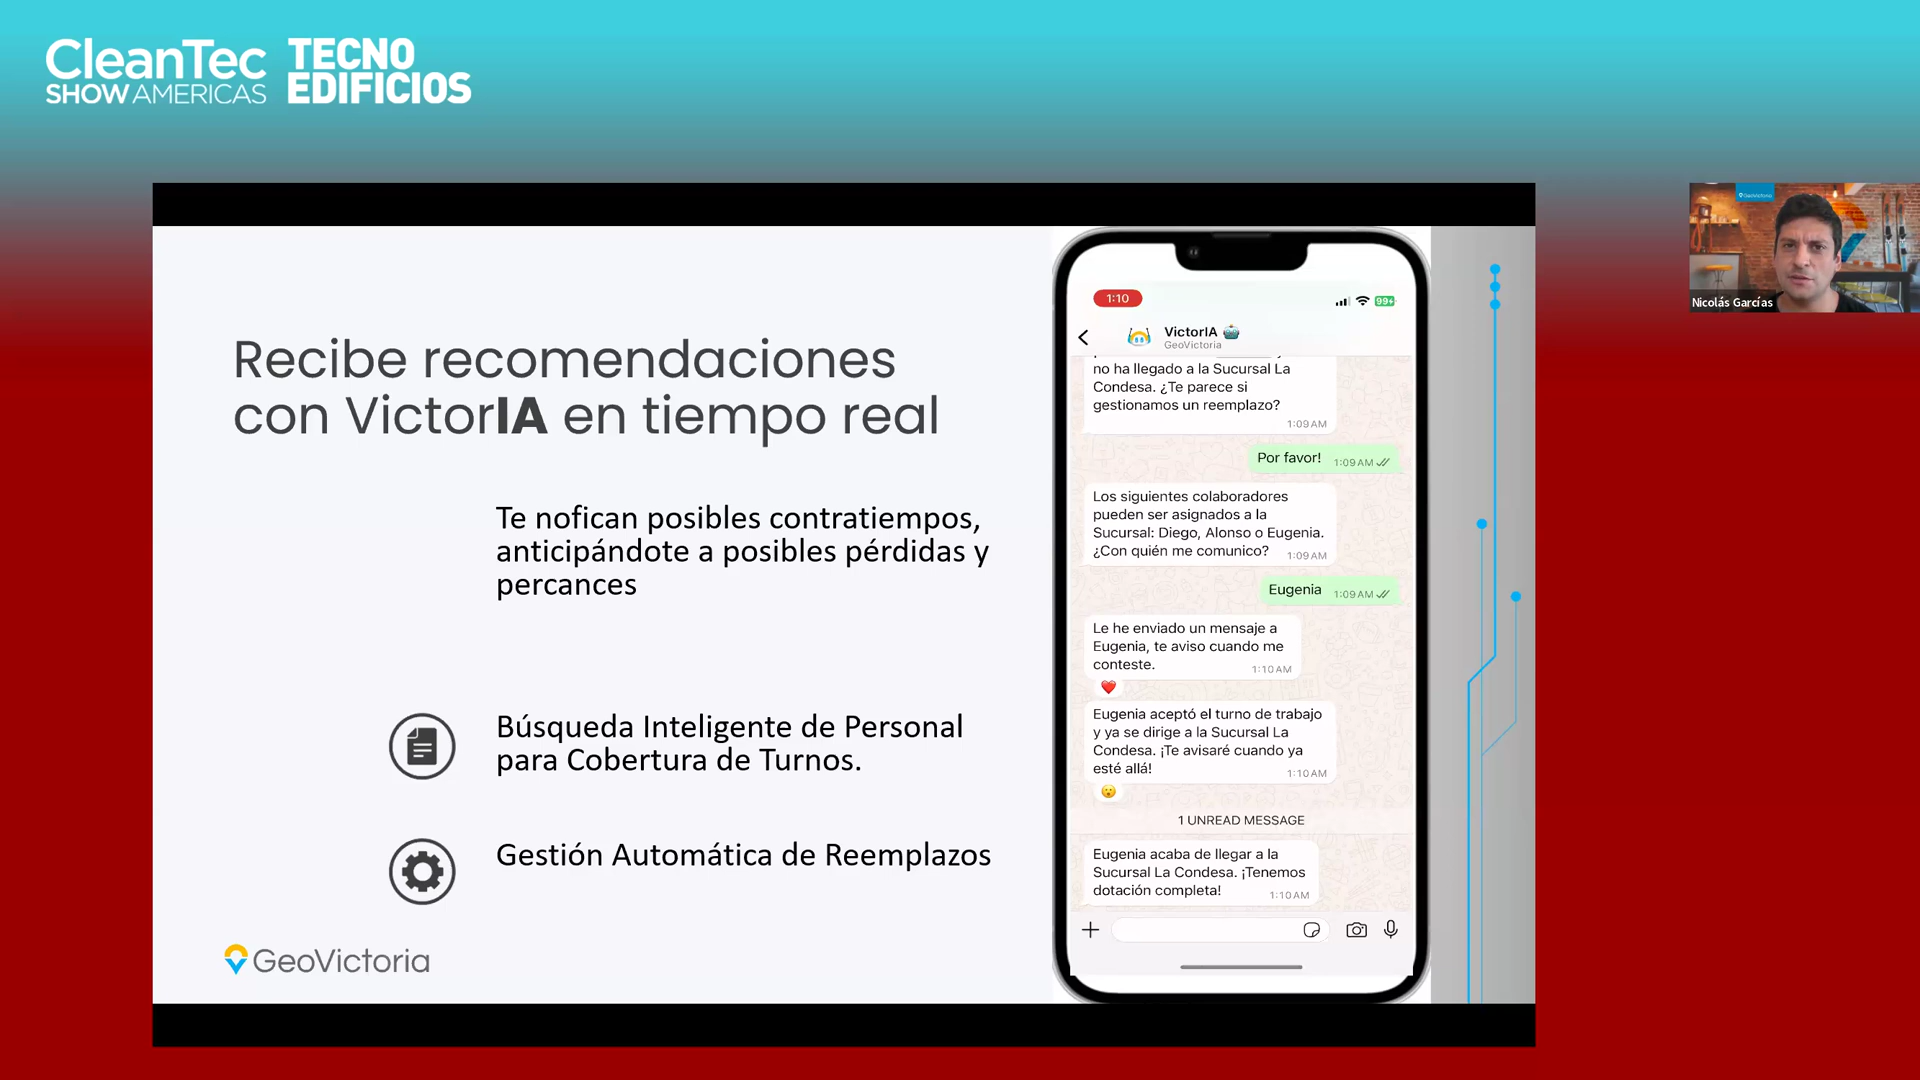 CleanTec
SHOW AMERICAS
TECNO
EDIFICIOS
Recibe recomendaciones
con VictorIA en tiempo real
Te nofican posibles contratiempos,
anticipándote a posibles pérdidas y
percances
Búsqueda Inteligente de Personal
para Cobertura de Turnos.
Gestión Automática de Reemplazos
GeoVictoria
1:10
99
VictorIA
GeoVictoria
no ha llegado a la Sucursal La
Condesa. ¿Te parece si
gestionamos un reemplazo?
1:09 AM
Por favor! 1:09 AM
Los siguientes colaboradores
pueden ser asignados a la
Sucursal: Diego, Alonso o Eugenia.
¿Con quién me comunico? 1:09 AM
Eugenia 1:09 AM
Le he enviado un mensaje a
Eugenia, te aviso cuando me
conteste. 1:10 AM
Eugenia aceptó el turno de trabajo
y ya se dirige a la Sucursal La
Condesa. ¡Te avisaré cuando ya
esté allá! 1:10 AM
1 UNREAD MESSAGE
Eugenia acaba de llegar a la
Sucursal La Condesa. ¡Tenemos
dotación completa! 1:10 AM
GeoVictoria
Nicolás Garcías